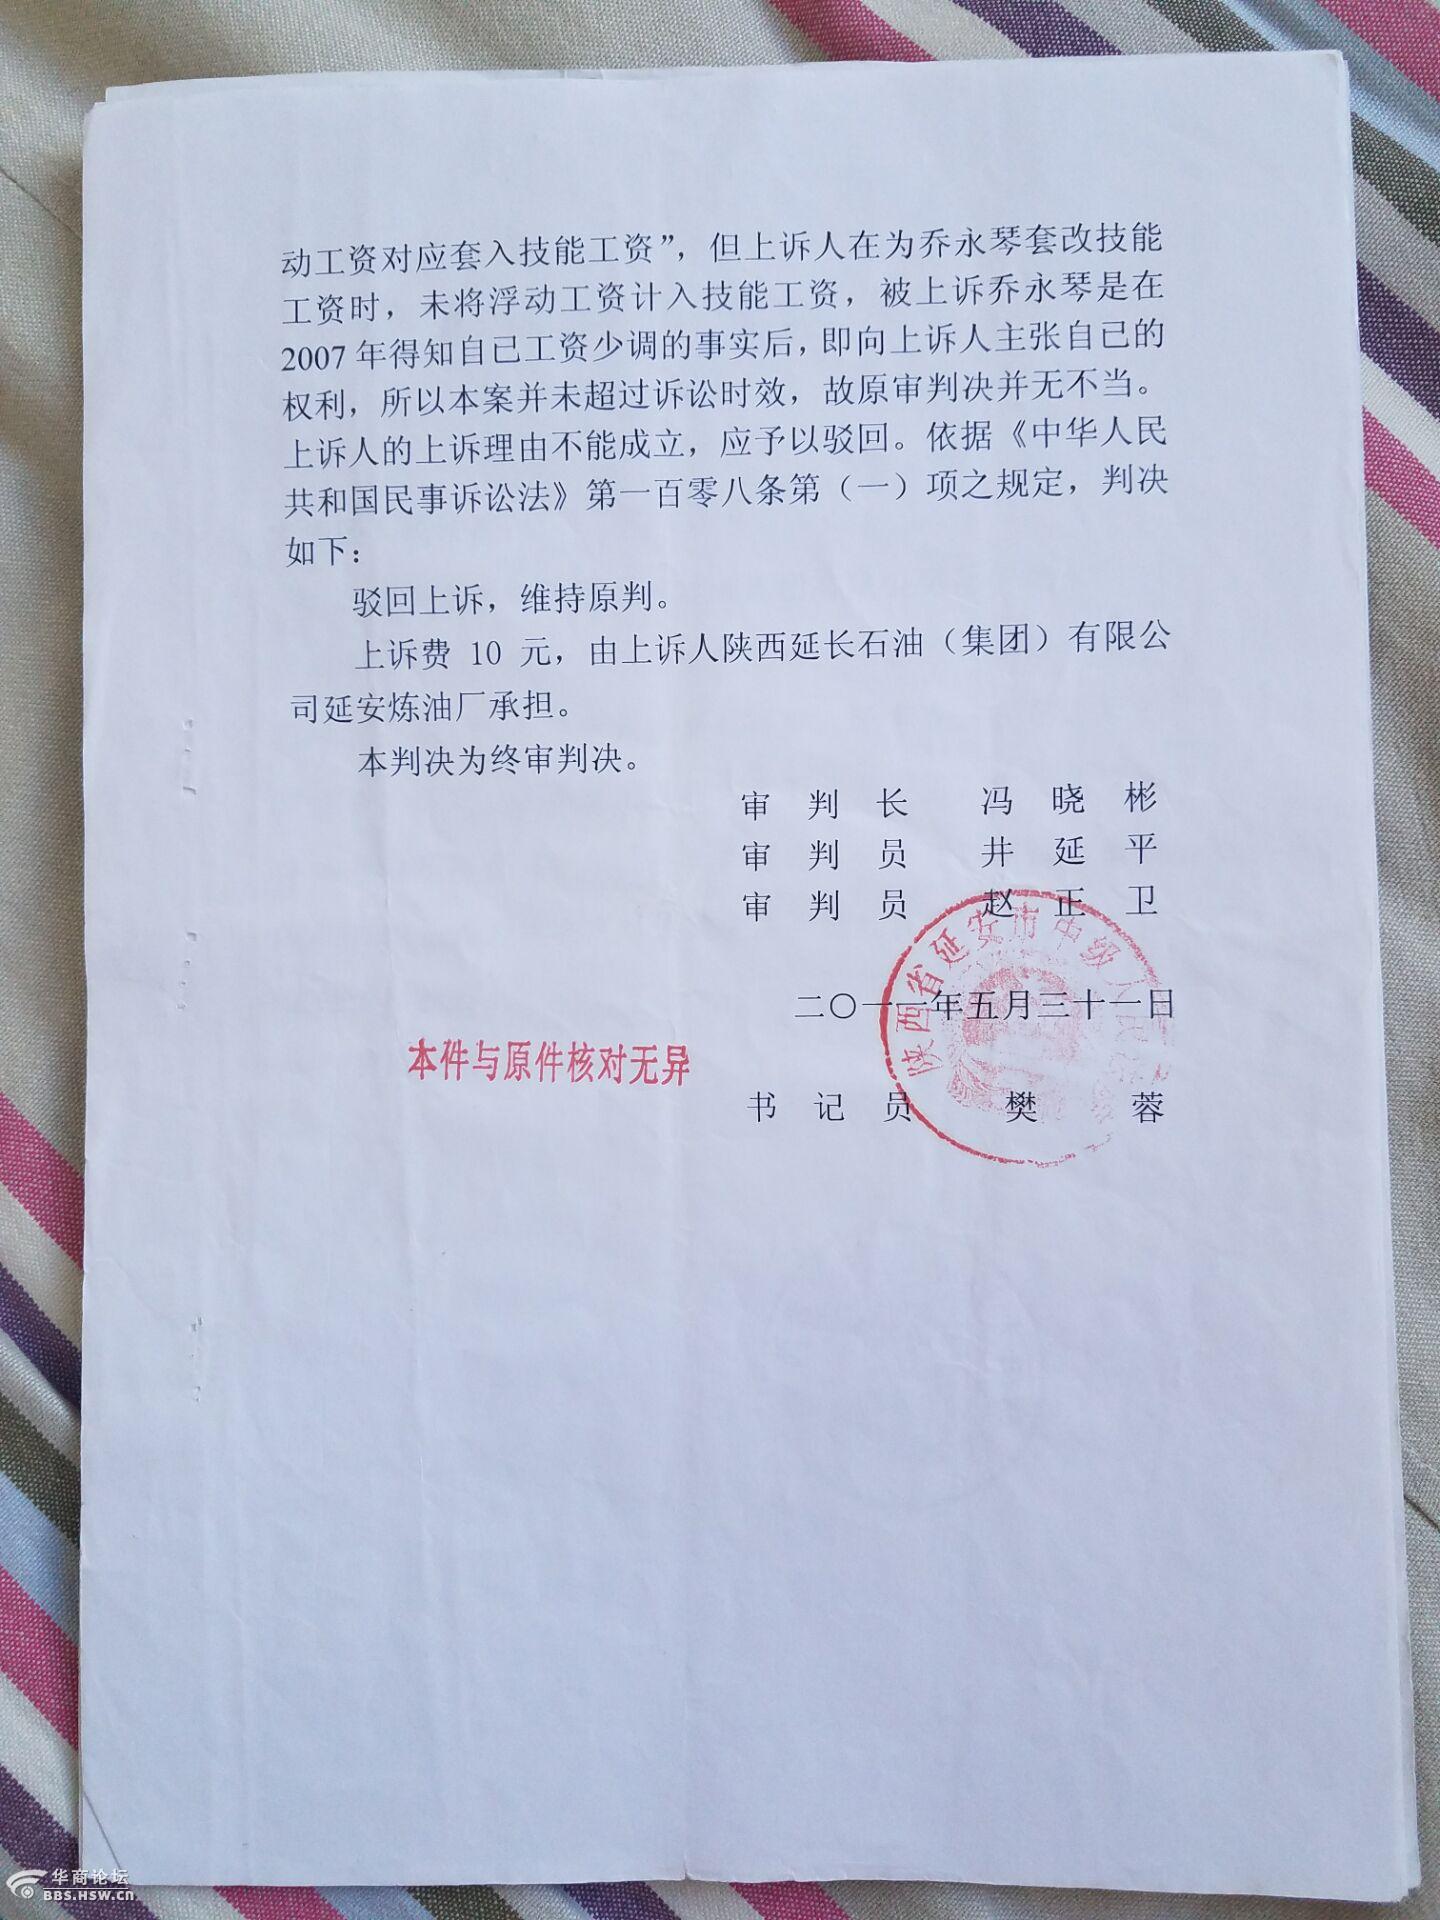 动工资对应套入技能工资”，但上诉人在为乔永琴套改技能
工资时，未将浮动工资计入技能工资，被上诉乔永琴是在
2007年得知自己工资少调的事实后，即向上诉人主张自己的
权利，所以本案并未超过诉讼时效，故原审判决并无不当。
上诉人的上诉理由不能成立，应予以驳回。依据《中华人民
共和国民事诉讼法》第一百零八条第（一）项之规定，判决
如下：
驳回上诉，维持原判。
上诉费 10 元，由上诉人陕西延长石油（集团）有限公
司延安炼油厂承担。
本判决为终审判决。
审 判 长 冯 晓 彬
审 判 员 井 延 平
审 判 员 赵 正 卫
陕西省延安市中级人民
二〇一一年五月三十一日
本件与原件核对无异
书 记 员 樊 蓉
华商论坛
BBS.HSW.CN